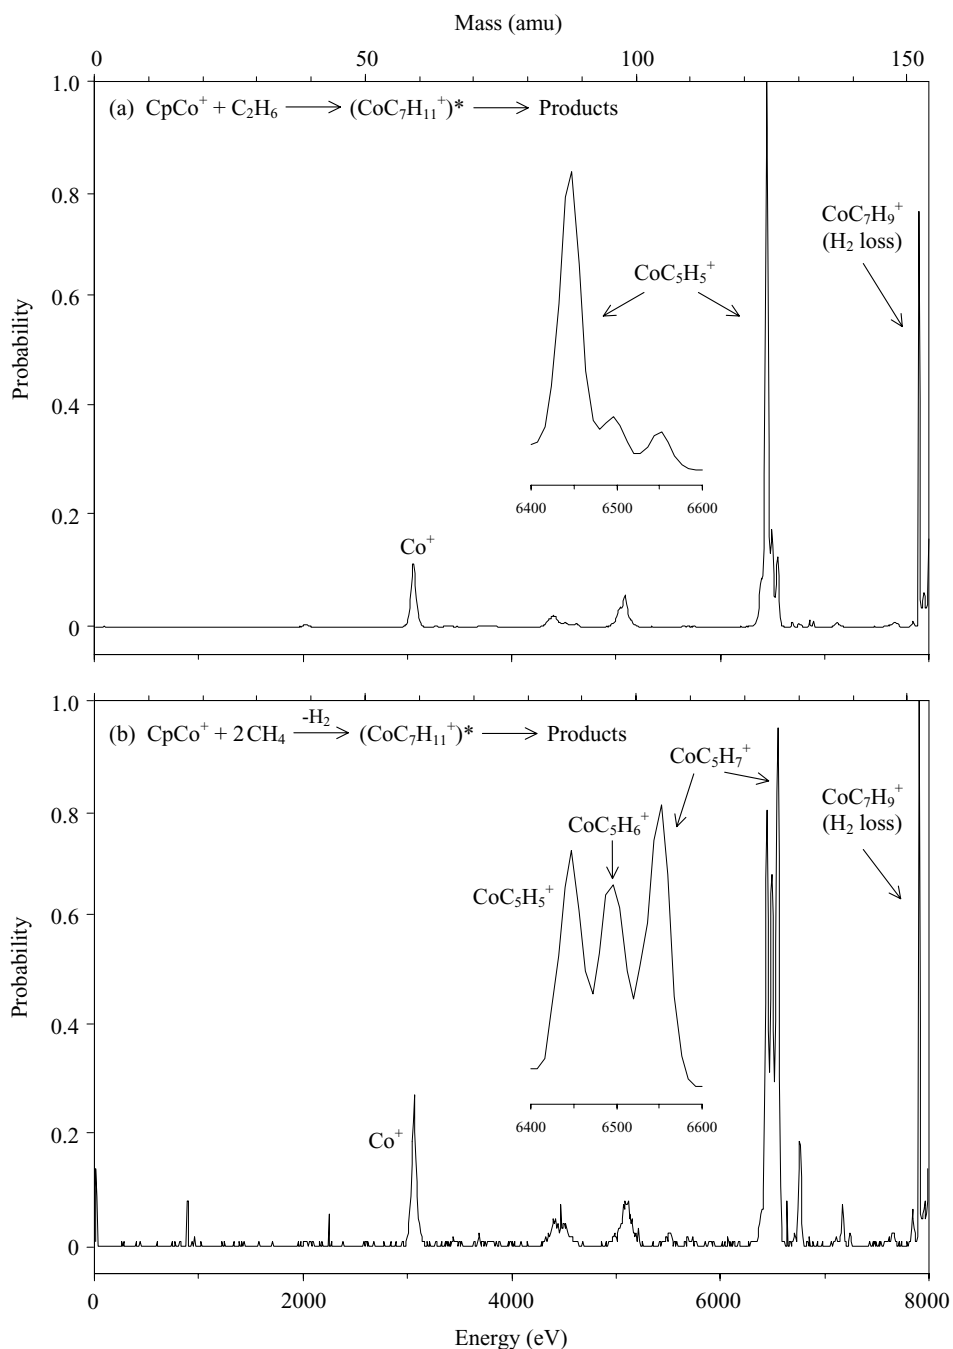 Mass (amu)
0 50 100 150
1.0
(a) CpCo⁺ + C₂H₆ ⟶ (CoC₇H₁₁⁺)* ⟶ Products
0.8
CoC₇H₉⁺
(H₂ loss)
CoC₅H₅⁺
0.6
Probability
0.4
6400 6500 6600
0.2
Co⁺
0
1.0
-H₂
(b) CpCo⁺ + 2CH₄ ⟶ (CoC₇H₁₁⁺)* ⟶ Products
CoC₅H₇⁺
CoC₇H₉⁺
(H₂ loss)
0.8
CoC₅H₆⁺
CoC₅H₅⁺
0.6
Probability
0.4
6400 6500 6600
0.2
Co⁺
0
0 2000 4000 6000 8000
Energy (eV)